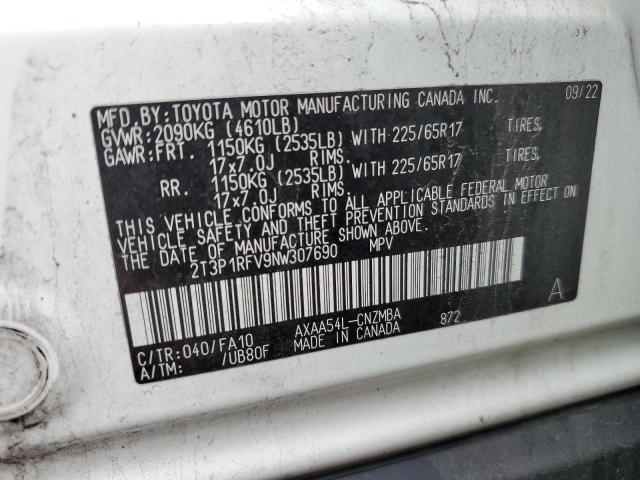 MFD.BY:TOYOTA MOTOR MANUFACTURING CANADA INC. 09/22
GVWR:2090KG (4610LB)
GAWR:FRT. 1150KG (2535LB) WITH 225/65R17 TIRES,
17x7.0J RIMS.
RR. 1150KG (2535LB) WITH 225/65R17 TIRES,
17x7.0J RIMS.
THIS VEHICLE CONFORMS TO ALL APPLICABLE FEDERAL MOTOR
VEHICLE SAFETY AND THEFT PREVENTION STANDARDS IN EFFECT ON
THE DATE OF MANUFACTURE SHOWN ABOVE.
2T3P1RFV9NW307690 MPV
C/TR:040/FA10 AXAA54L-CNZMBA 872 A
A/TM: /UB80F MADE IN CANADA